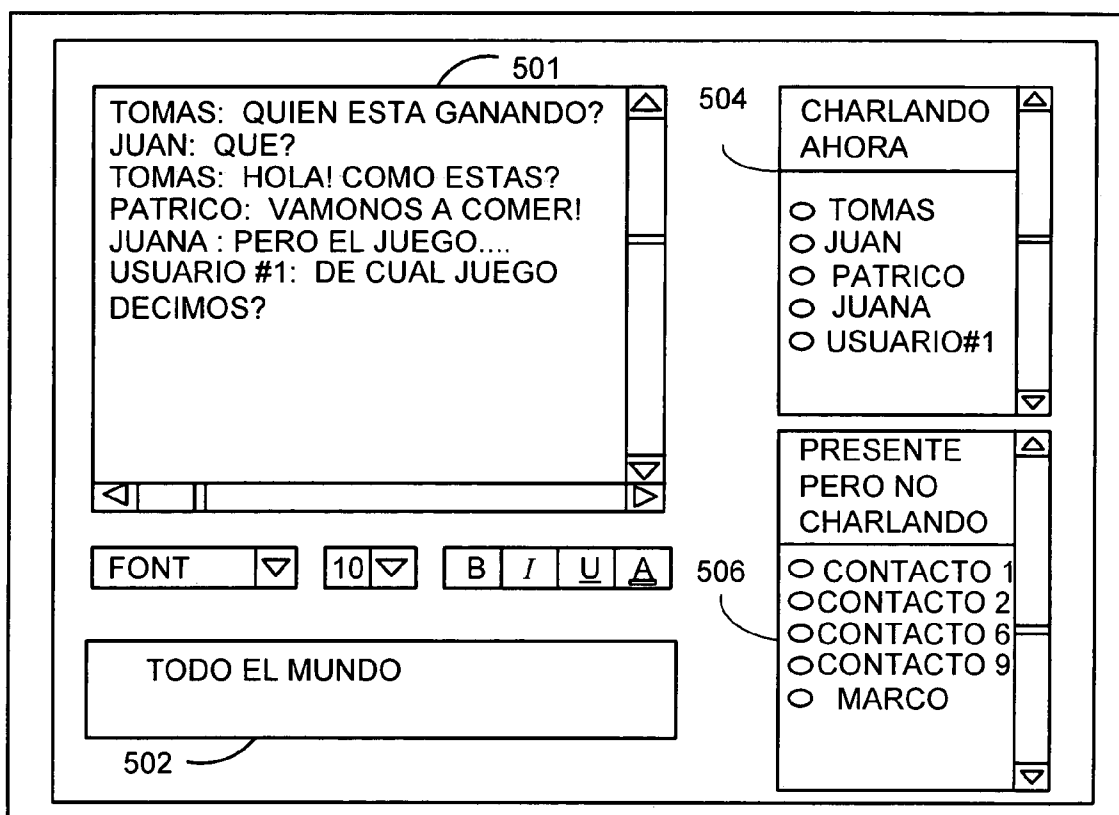 501
TOMAS: QUIEN ESTA GANANDO?
JUAN: QUE?
TOMAS: HOLA! COMO ESTAS?
PATRICO: VAMONOS A COMER!
JUANA : PERO EL JUEGO....
USUARIO #1: DE CUAL JUEGO
DECIMOS?
504
CHARLANDO
AHORA
TOMAS
JUAN
PATRICO
JUANA
USUARIO#1
FONT 10 B I U A
506
PRESENTE
PERO NO
CHARLANDO
CONTACTO 1
CONTACTO 2
CONTACTO 6
CONTACTO 9
MARCO
TODO EL MUNDO
502